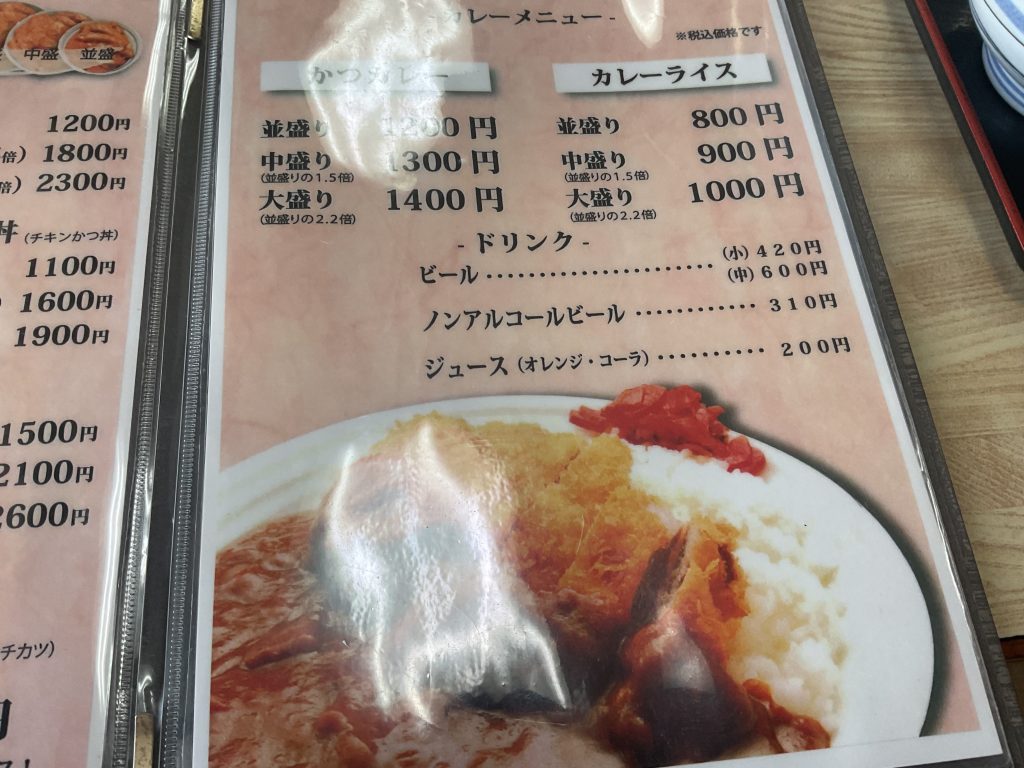 中盛 並盛
1200円
倍) 1800円
倍) 2300円
丼 (チキンかつ丼)
1100円
1600円
1900円
1500円
2100円
2600円
チカツ)
円
- カレーメニュー -
※税込価格です
かつカレー
並盛り 1200円
中盛り 1300円
(並盛りの1.5倍)
大盛り 1400円
(並盛りの2.2倍)
カレーライス
並盛り 800円
中盛り 900円
(並盛りの1.5倍)
大盛り 1000円
(並盛りの2.2倍)
- ドリンク -
ビール ······················ (小) 420円
(中) 600円
ノンアルコールビール ············ 310円
ジュース (オレンジ・コーラ) ··········· 200円